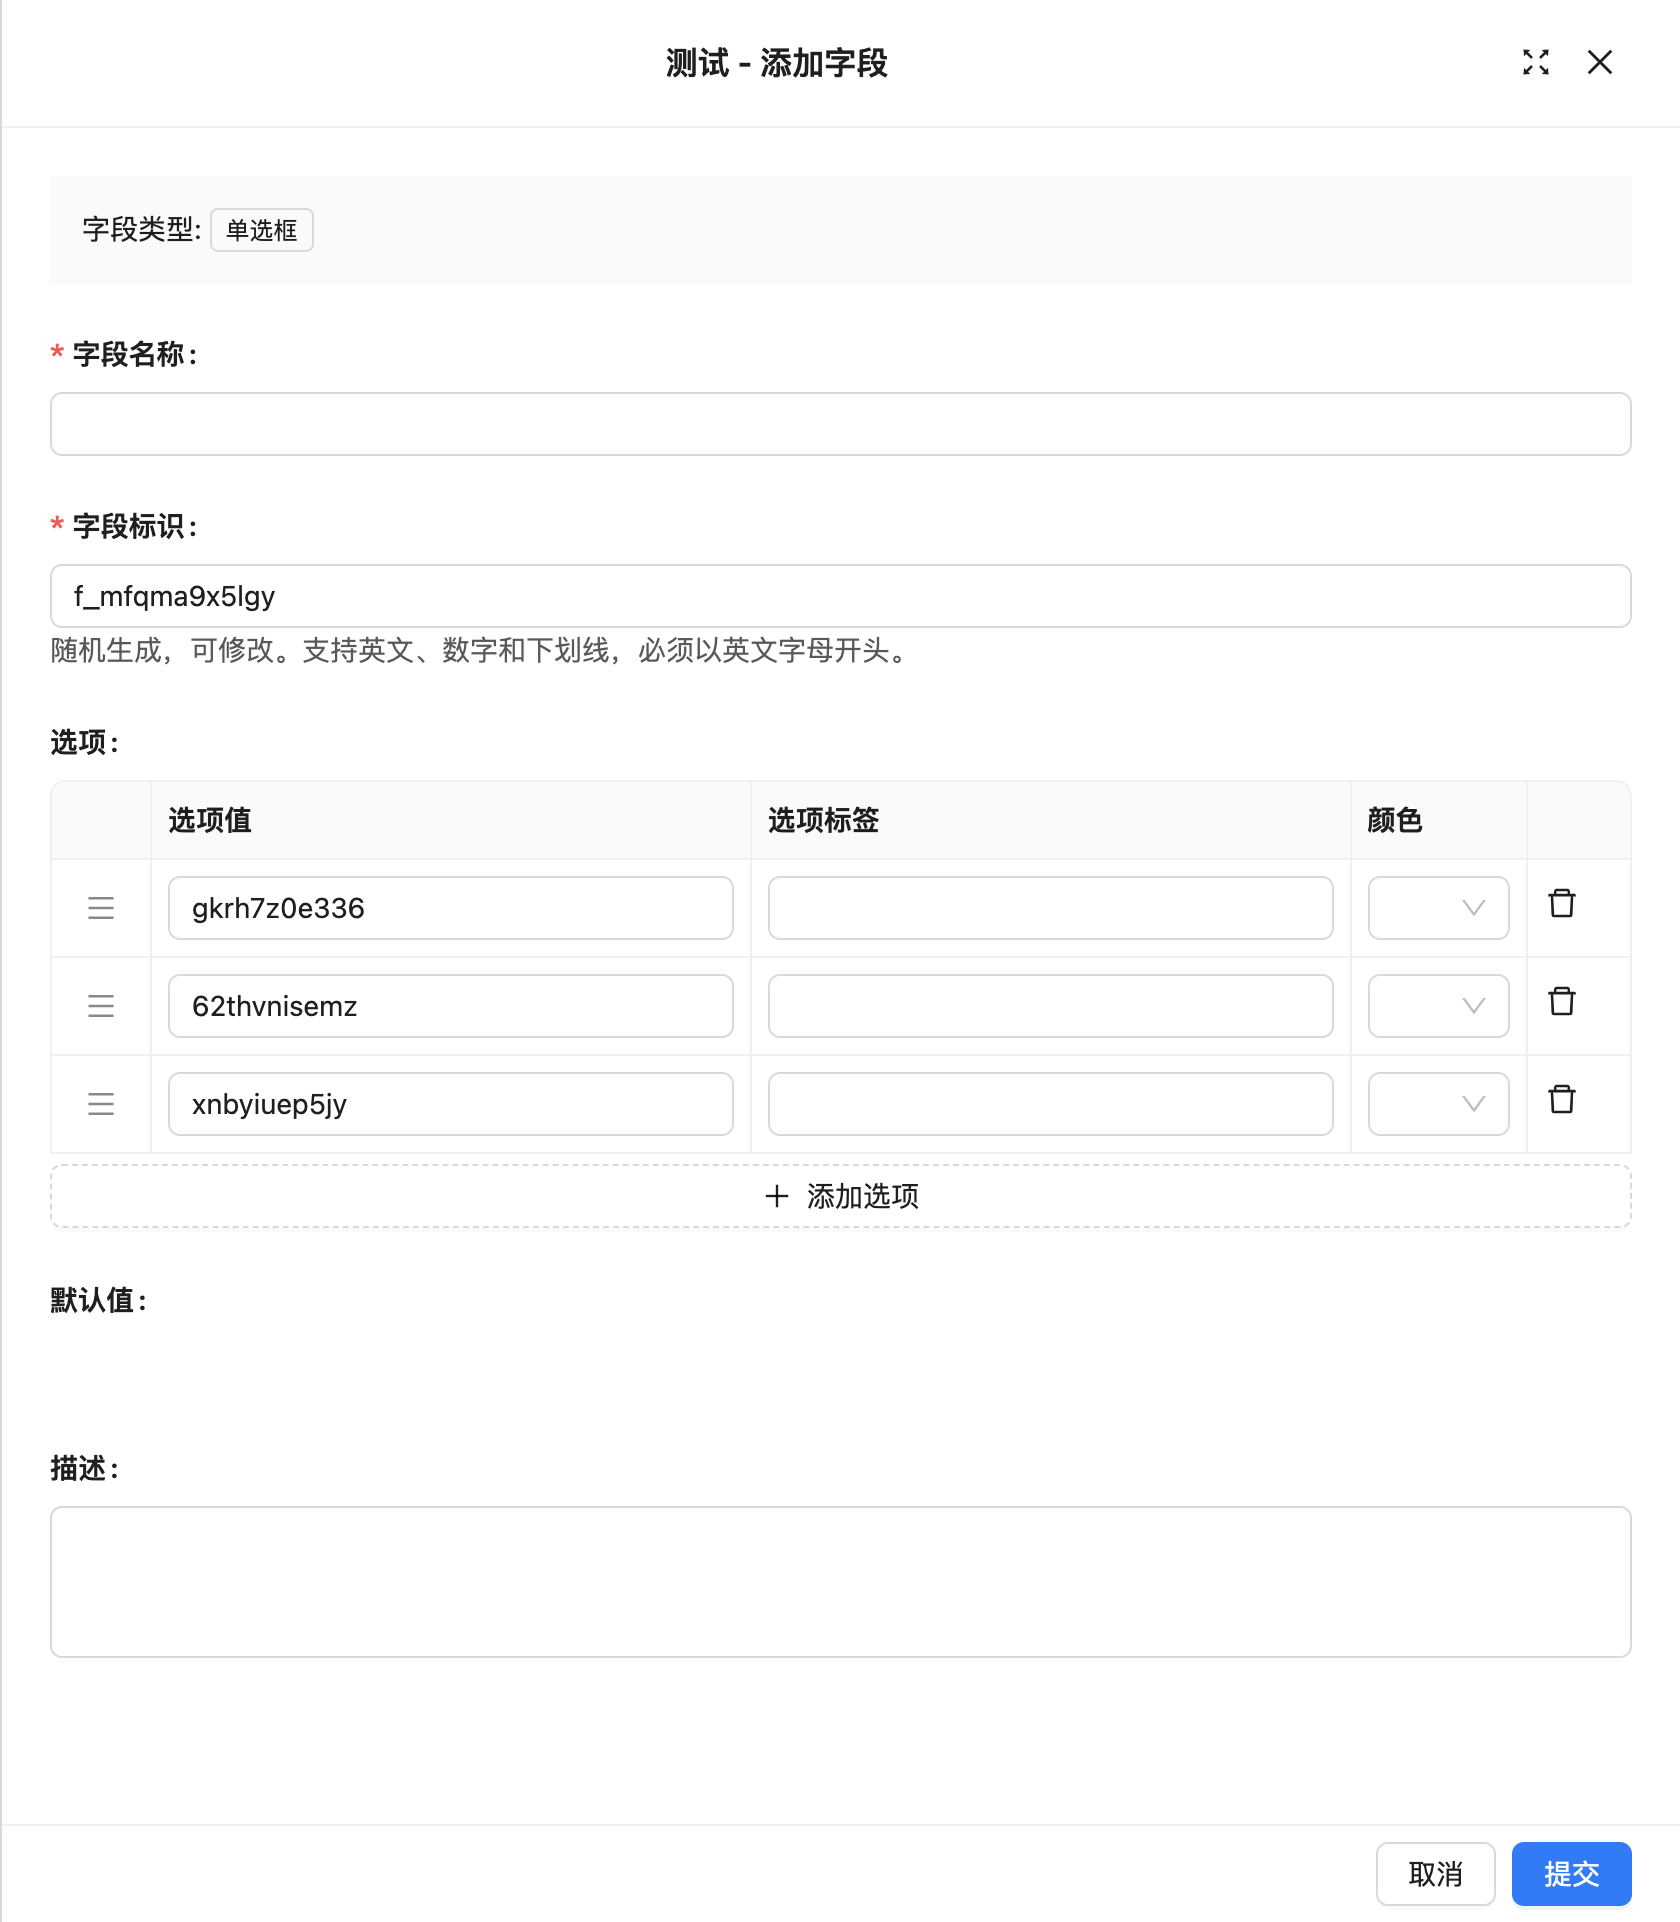 测试 - 添加字段
字段类型: 单选框
* 字段名称:
* 字段标识:
f_mfqma9x5lgy
随机生成，可修改。支持英文、数字和下划线，必须以英文字母开头。
选项:
选项值 选项标签 颜色
gkrh7z0e336
62thvnisemz
xnbyiuep5jy
+ 添加选项
默认值:
描述:
取消 提交